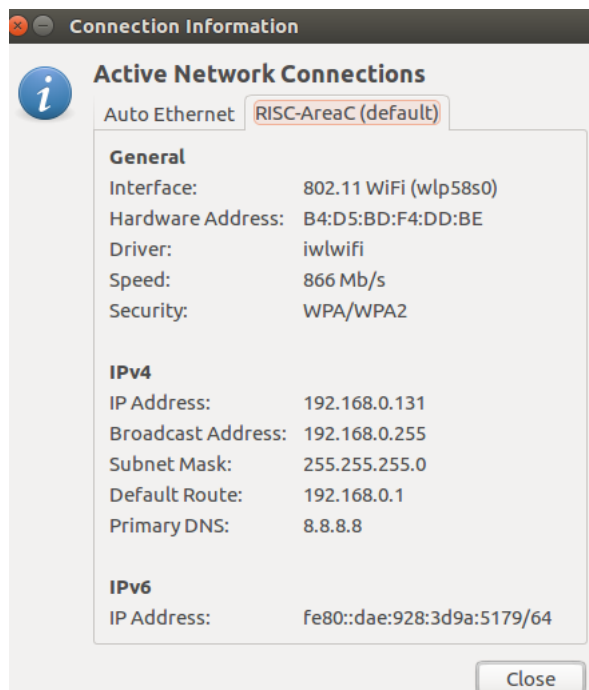 Connection Information
Active Network Connections
Auto Ethernet RISC-AreaC (default)
General
Interface: 802.11 WiFi (wlp58s0)
Hardware Address: B4:D5:BD:F4:DD:BE
Driver: iwlwifi
Speed: 866 Mb/s
Security: WPA/WPA2
IPv4
IP Address: 192.168.0.131
Broadcast Address: 192.168.0.255
Subnet Mask: 255.255.255.0
Default Route: 192.168.0.1
Primary DNS: 8.8.8.8
IPv6
IP Address: fe80::dae:928:3d9a:5179/64
Close